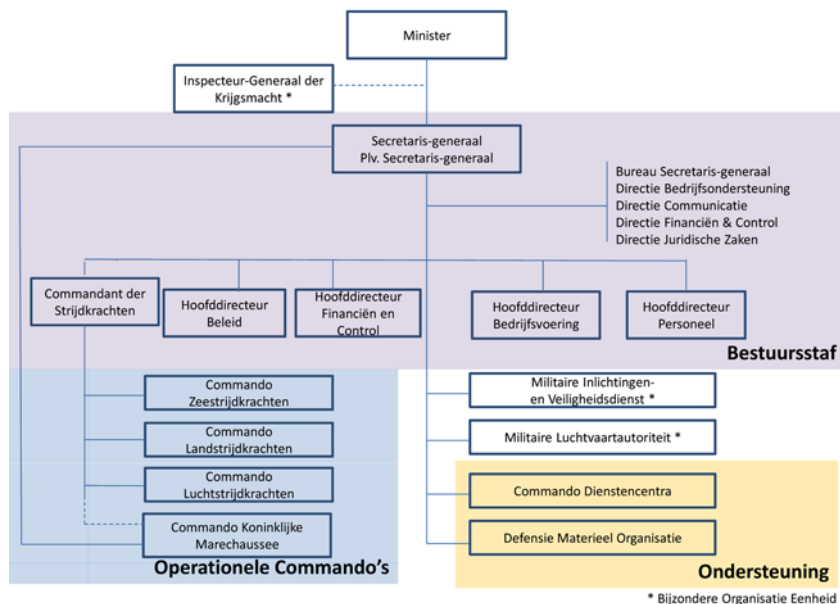 Minister
Inspecteur-Generaal der
Krijgsmacht *
Secretaris-generaal
Plv. Secretaris-generaal
Bureau Secretaris-generaal
Directie Bedrijfsondersteuning
Directie Communicatie
Directie Financiën & Control
Directie Juridische Zaken
Commandant der
Strijdkrachten
Hoofddirecteur
Beleid
Hoofddirecteur
Financiën en
Control
Hoofddirecteur
Bedrijfsvoering
Hoofddirecteur
Personeel
Bestuursstaf
Commando
Zeestrijdkrachten
Commando
Landstrijdkrachten
Commando
Luchtstrijdkrachten
Commando Koninklijke
Marechaussee
Operationele Commando's
Militaire Inlichtingen-
en Veiligheidsdienst *
Militaire Luchtvaartautoriteit *
Commando Dienstencentra
Defensie Materieel Organisatie
Ondersteuning
* Bijzondere Organisatie Eenheid